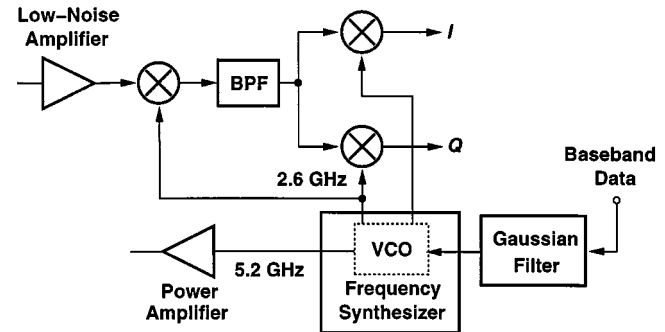 Low–Noise
Amplifier
BPF
I
Q
2.6 GHz
Baseband
Data
VCO
Gaussian
Filter
5.2 GHz
Power
Amplifier
Frequency
Synthesizer